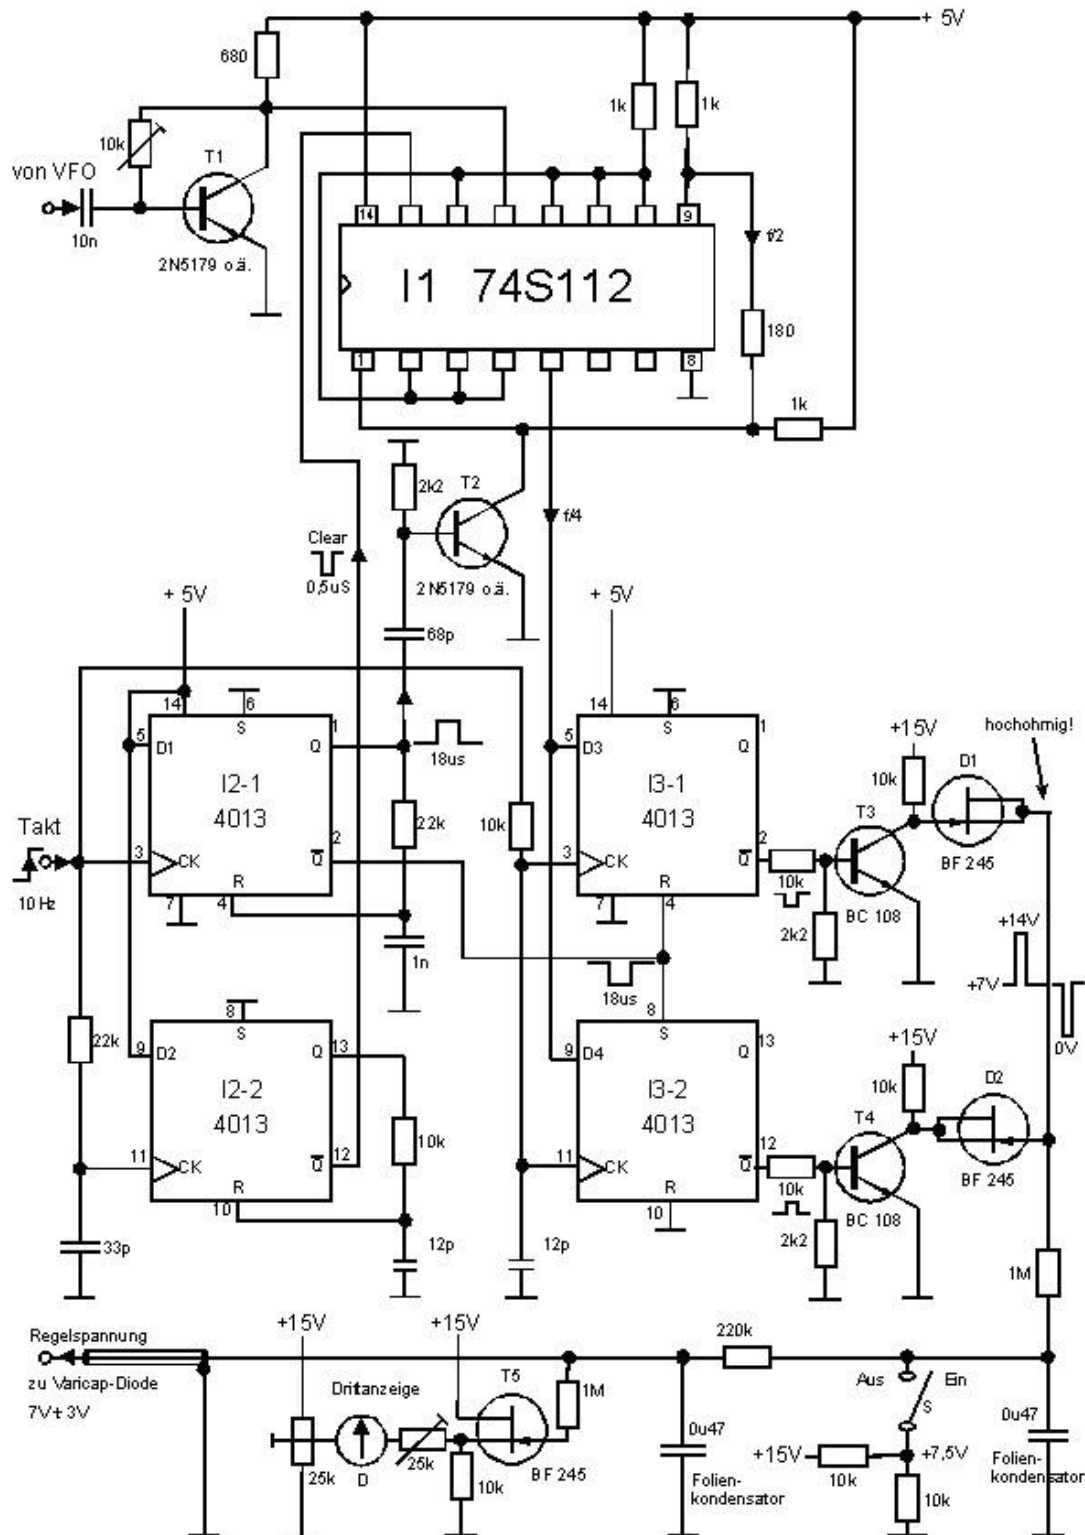 + 5V
680
1k
1k
10k
T1
von VFO
10n
2N5179 o.ä.
14
9
I1 74S112
f/2
180
1
8
1k
2k2
T2
f/4
Clear
0,5uS
2N5179 o.ä.
+ 5V
68p
+ 5V
14
6
S
1
5
D1
Q
18us
I2-1
4013
22k
Takt
3
CK
2
Q
10 Hz
R
7
4
1n
10k
14
6
S
1
5
D3
Q
I3-1
4013
3
CK
2
Q
R
7
4
+15V
hochohmig!
10k
D1
T3
BF 245
10k
BC 108
2k2
+14V
+7V
0V
18us
22k
8
S
13
9
D2
Q
I2-2
4013
10k
11
CK
12
Q
R
10
33p
12p
8
S
13
9
D4
Q
I3-2
4013
11
CK
12
Q
R
10
12p
+15V
10k
D2
T4
10k
BC 108
BF 245
2k2
1M
Regelspannung
zu Varicap-Diode
7V± 3V
+15V
+15V
220k
Driftanzeige
T5
1M
25k
D
25k
10k
BF 245
0u47
Folien-
kondensator
Aus
Ein
S
+15V
10k
+7,5V
10k
0u47
Folien-
kondensator